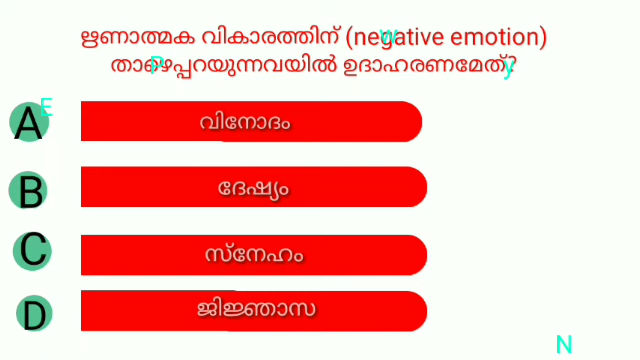 ഋണാത്മക വികാരത്തിന് (negative emotion)
താഴെപ്പറയുന്നവയിൽ ഉദാഹരണമേത്?
A വിനോദം
B ദേഷ്യം
C സ്നേഹം
D ജിജ്ഞാസ
W
P
y
E
N